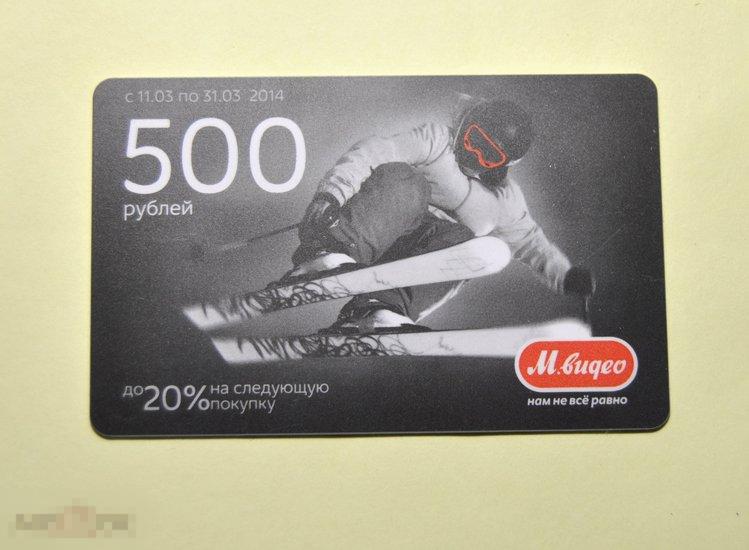 с 11.03 по 31.03 2014
500
рублей
до 20% на следующую
покупку
М.видео
нам не всё равно